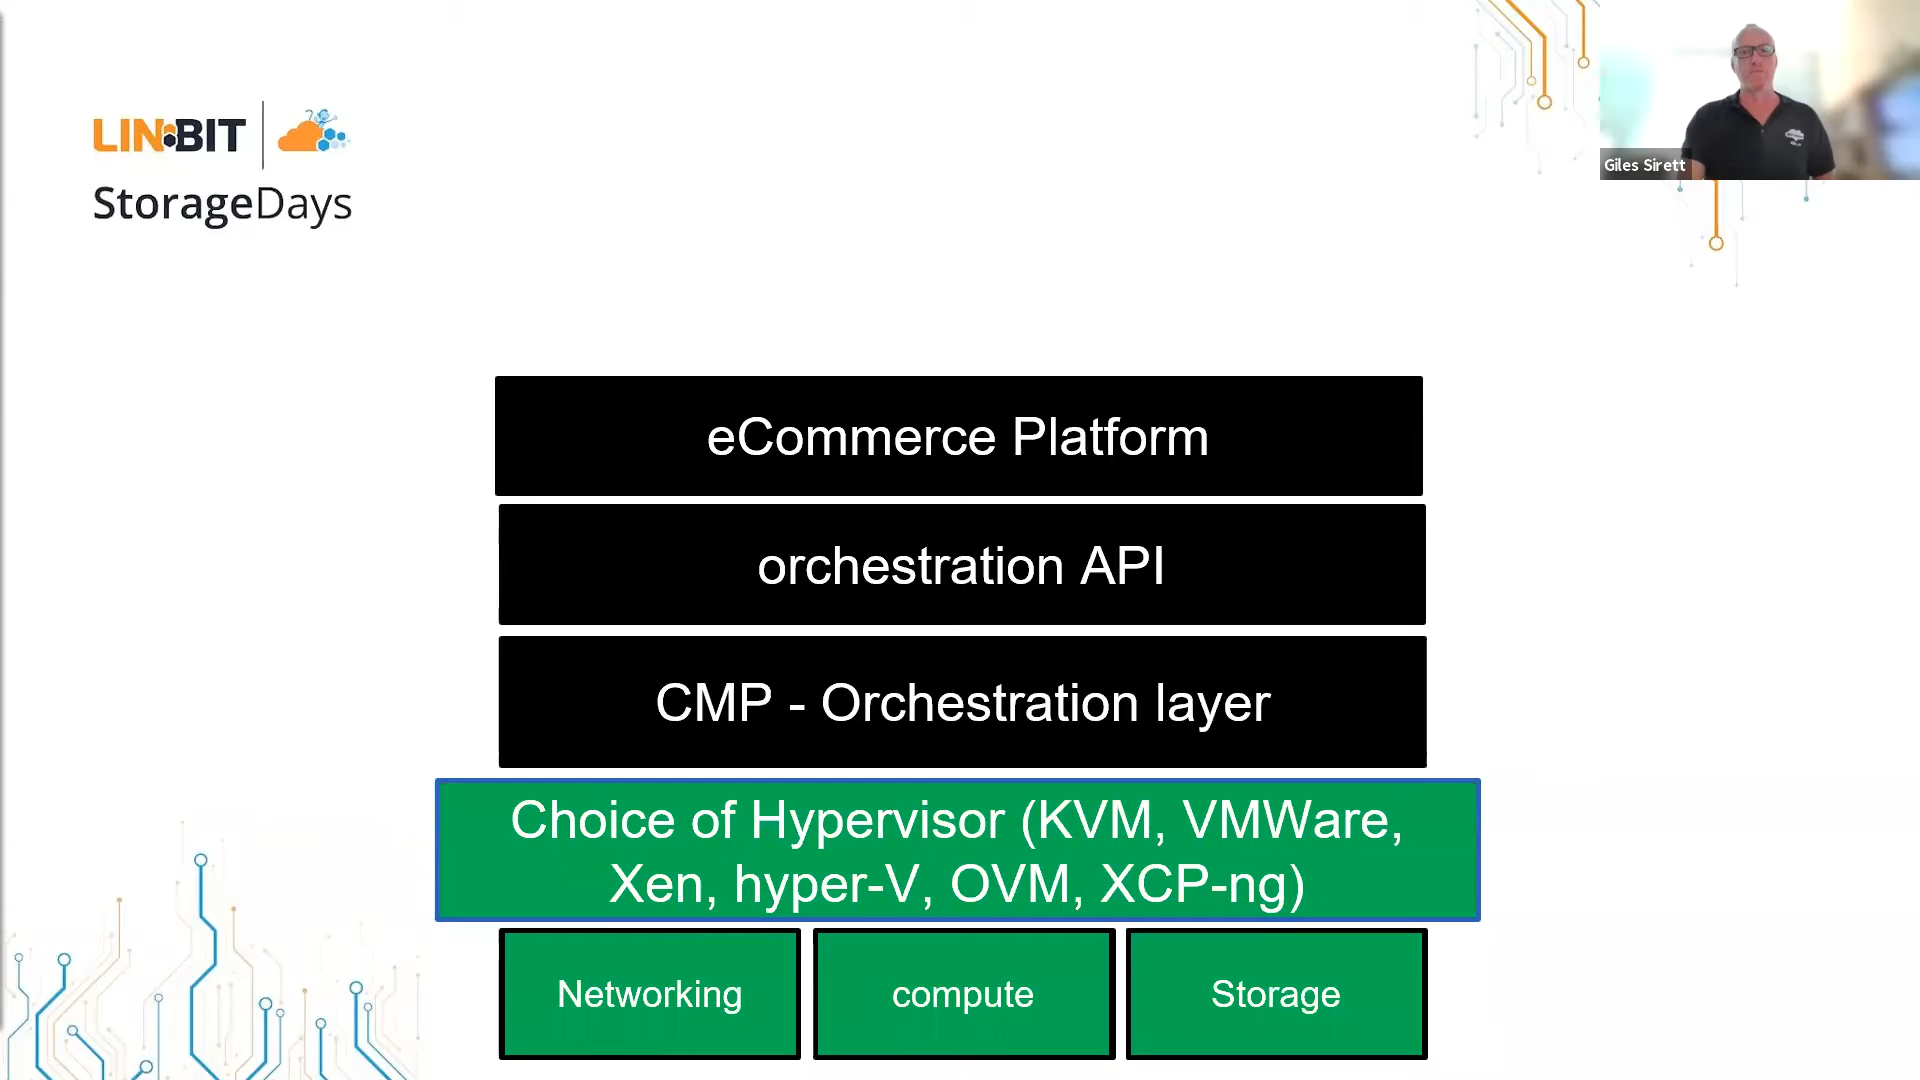 LINBIT
StorageDays
Giles Sirett
eCommerce Platform
orchestration API
CMP - Orchestration layer
Choice of Hypervisor (KVM, VMWare,
Xen, hyper-V, OVM, XCP-ng)
Networking
compute
Storage